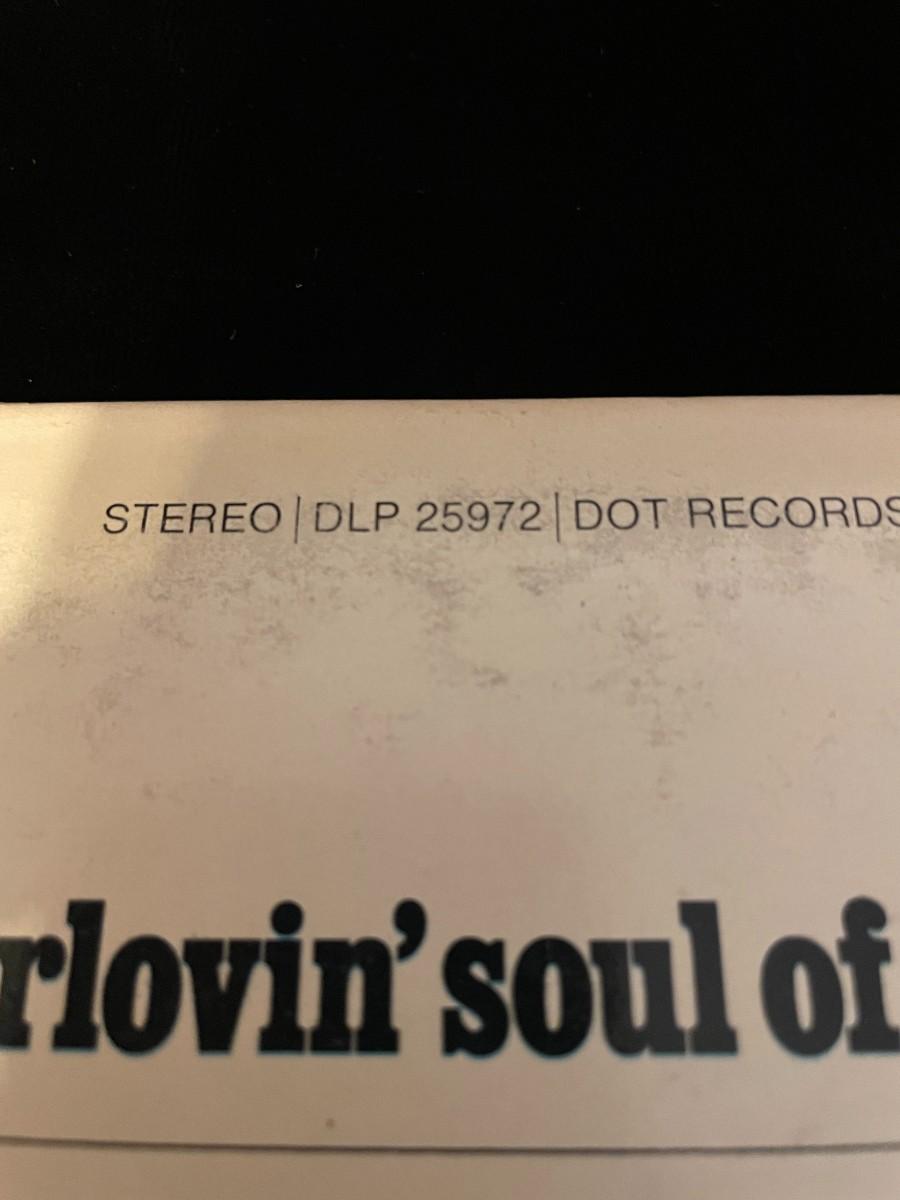 STEREO | DLP 25972 | DOT RECORDS
rlovin' soul of